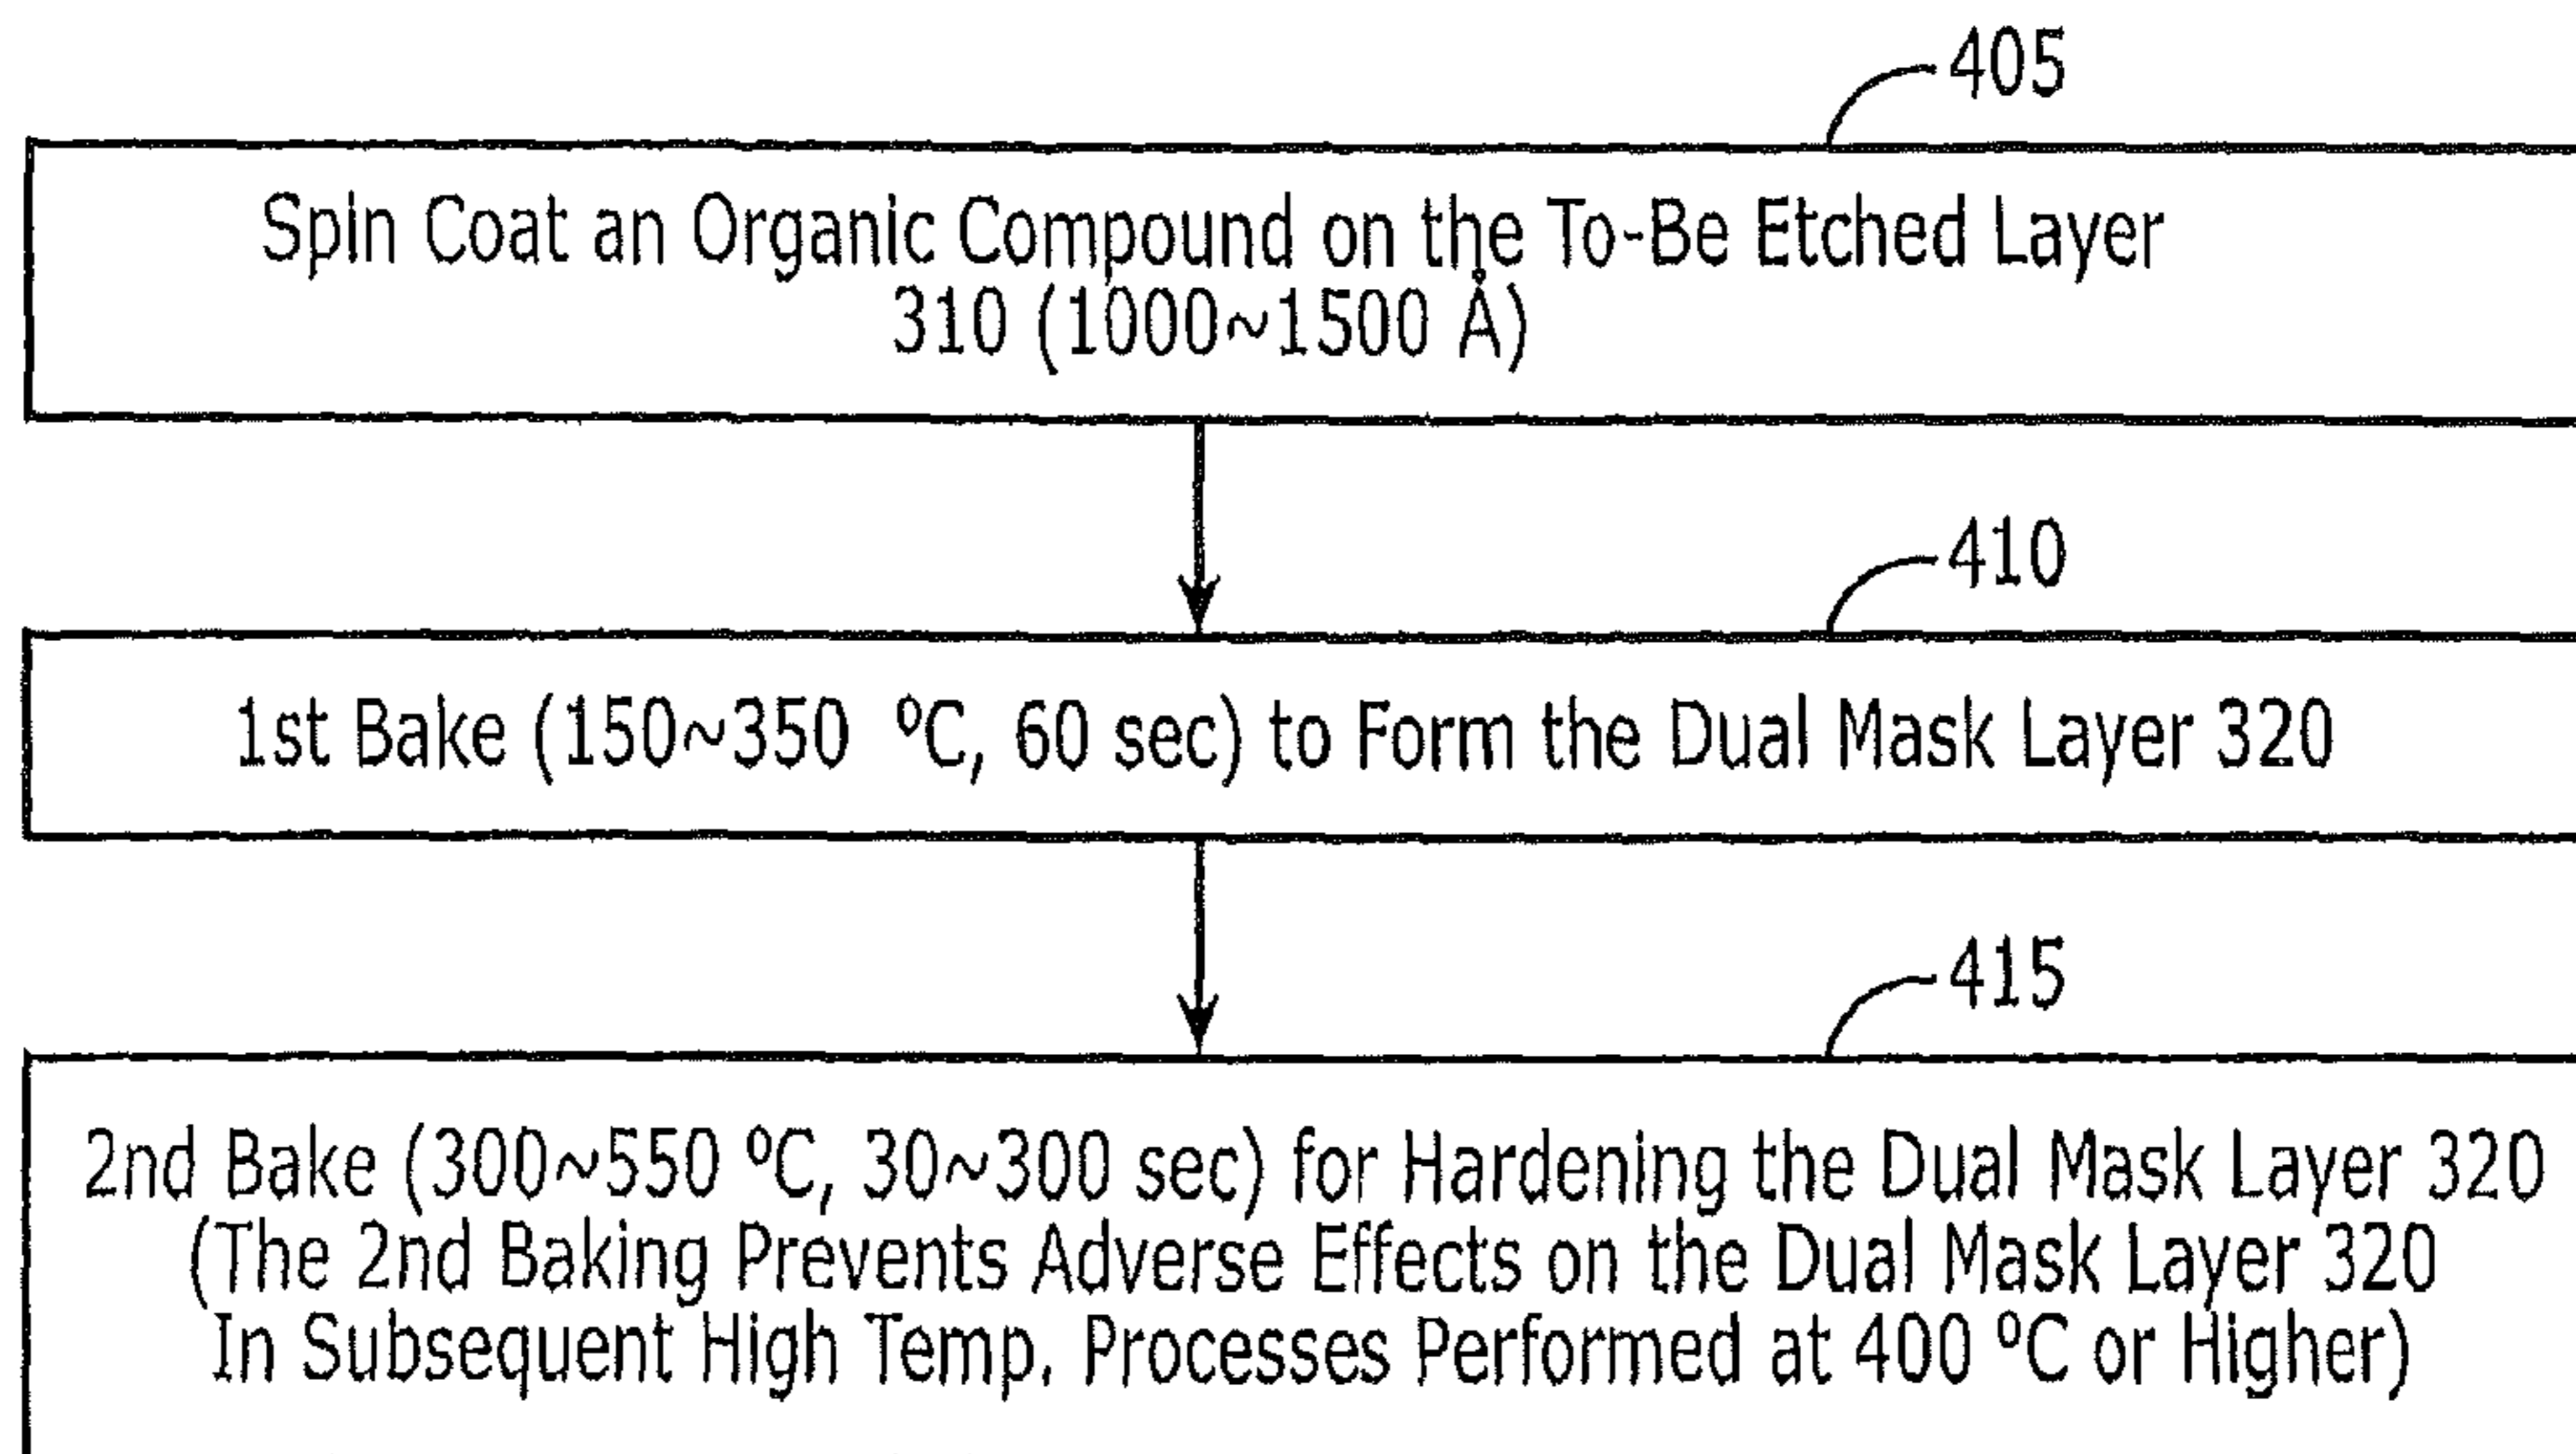 405
Spin Coat an Organic Compound on the To-Be Etched Layer
310 (1000~1500 Å)
410
1st Bake (150~350 ºC, 60 sec) to Form the Dual Mask Layer 320
415
2nd Bake (300~550 ºC, 30~300 sec) for Hardening the Dual Mask Layer 320
(The 2nd Baking Prevents Adverse Effects on the Dual Mask Layer 320
In Subsequent High Temp. Processes Performed at 400 ºC or Higher)